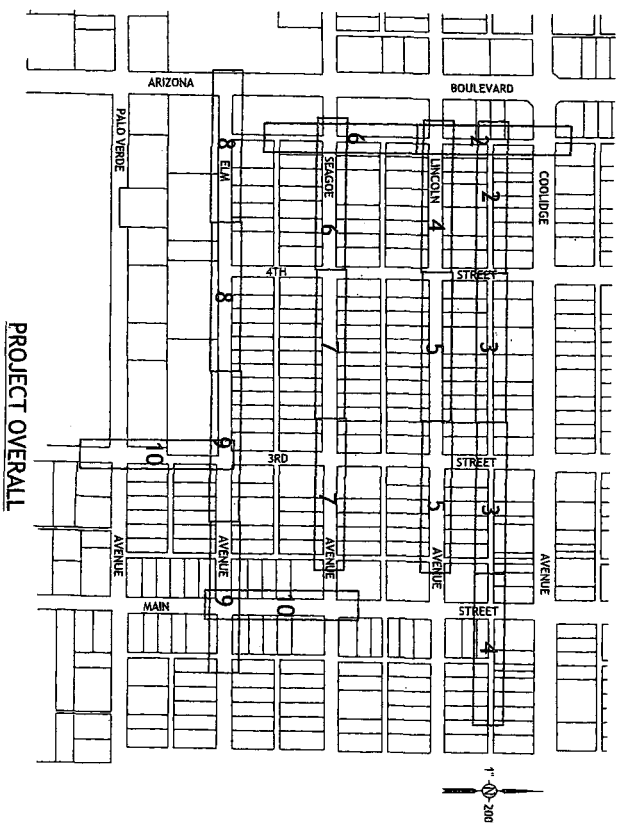 ARIZONA BOULEVARD
PALO VERDE
8
ELM
SEAGOE
6
6
LINCOLN
4
2
2
COOLIDGE
4TH STREET
8
7
5
3
9
10
3RD STREET
7
5
3
AVENUE
AVENUE
AVENUE
AVENUE
AVENUE
MAIN STREET
9
10
4
PROJECT OVERALL
1" N 200